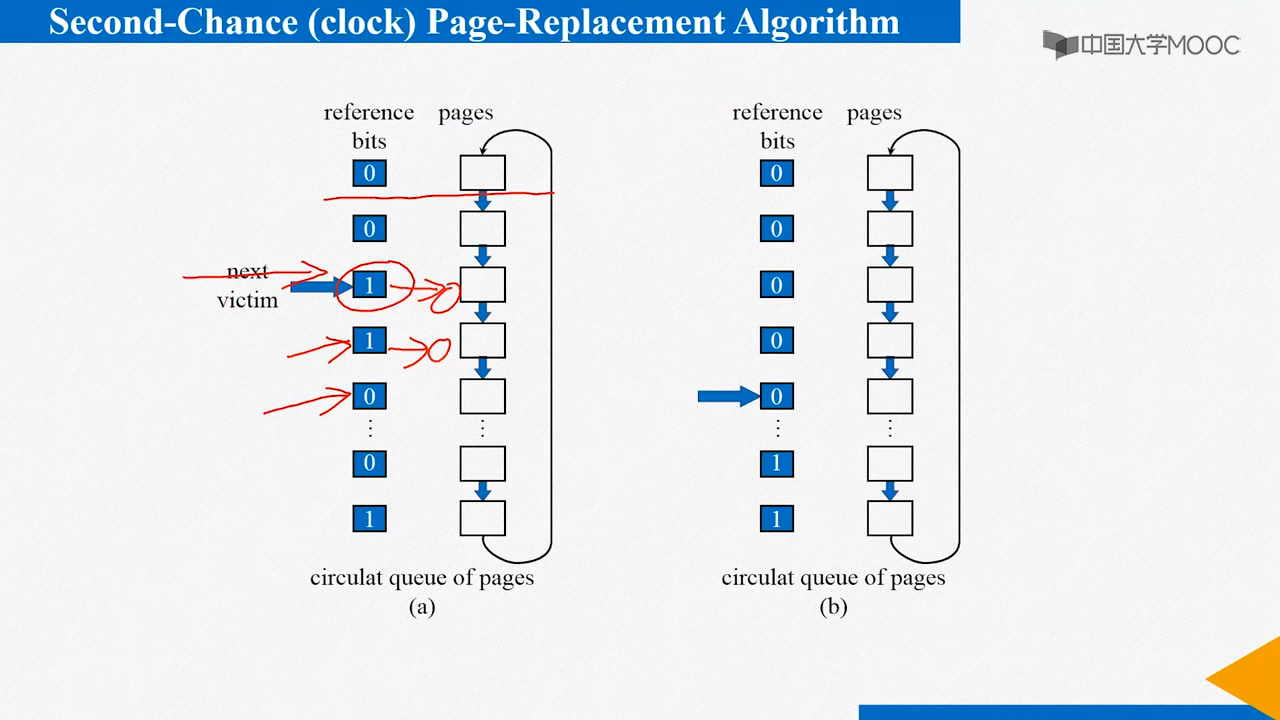 Second-Chance (clock) Page-Replacement Algorithm
中国大学MOOC
reference bits
pages
0
0
next victim
1
0
1
0
0
0
1
circulat queue of pages
(a)
reference bits
pages
0
0
0
0
0
1
1
circulat queue of pages
(b)